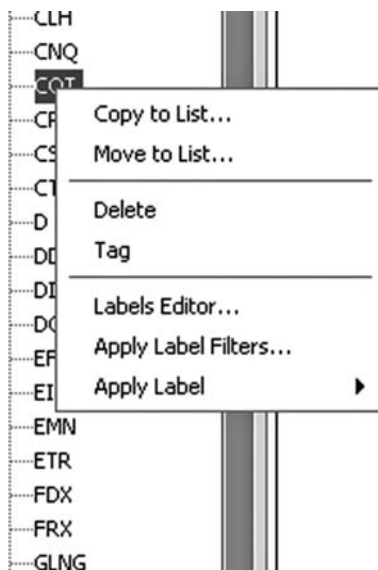 CLH
CNQ
Copy to List...
Move to List...
Delete
Tag
Labels Editor...
Apply Label Filters...
Apply Label
D
EMN
ETR
FDX
FRX
GLNG